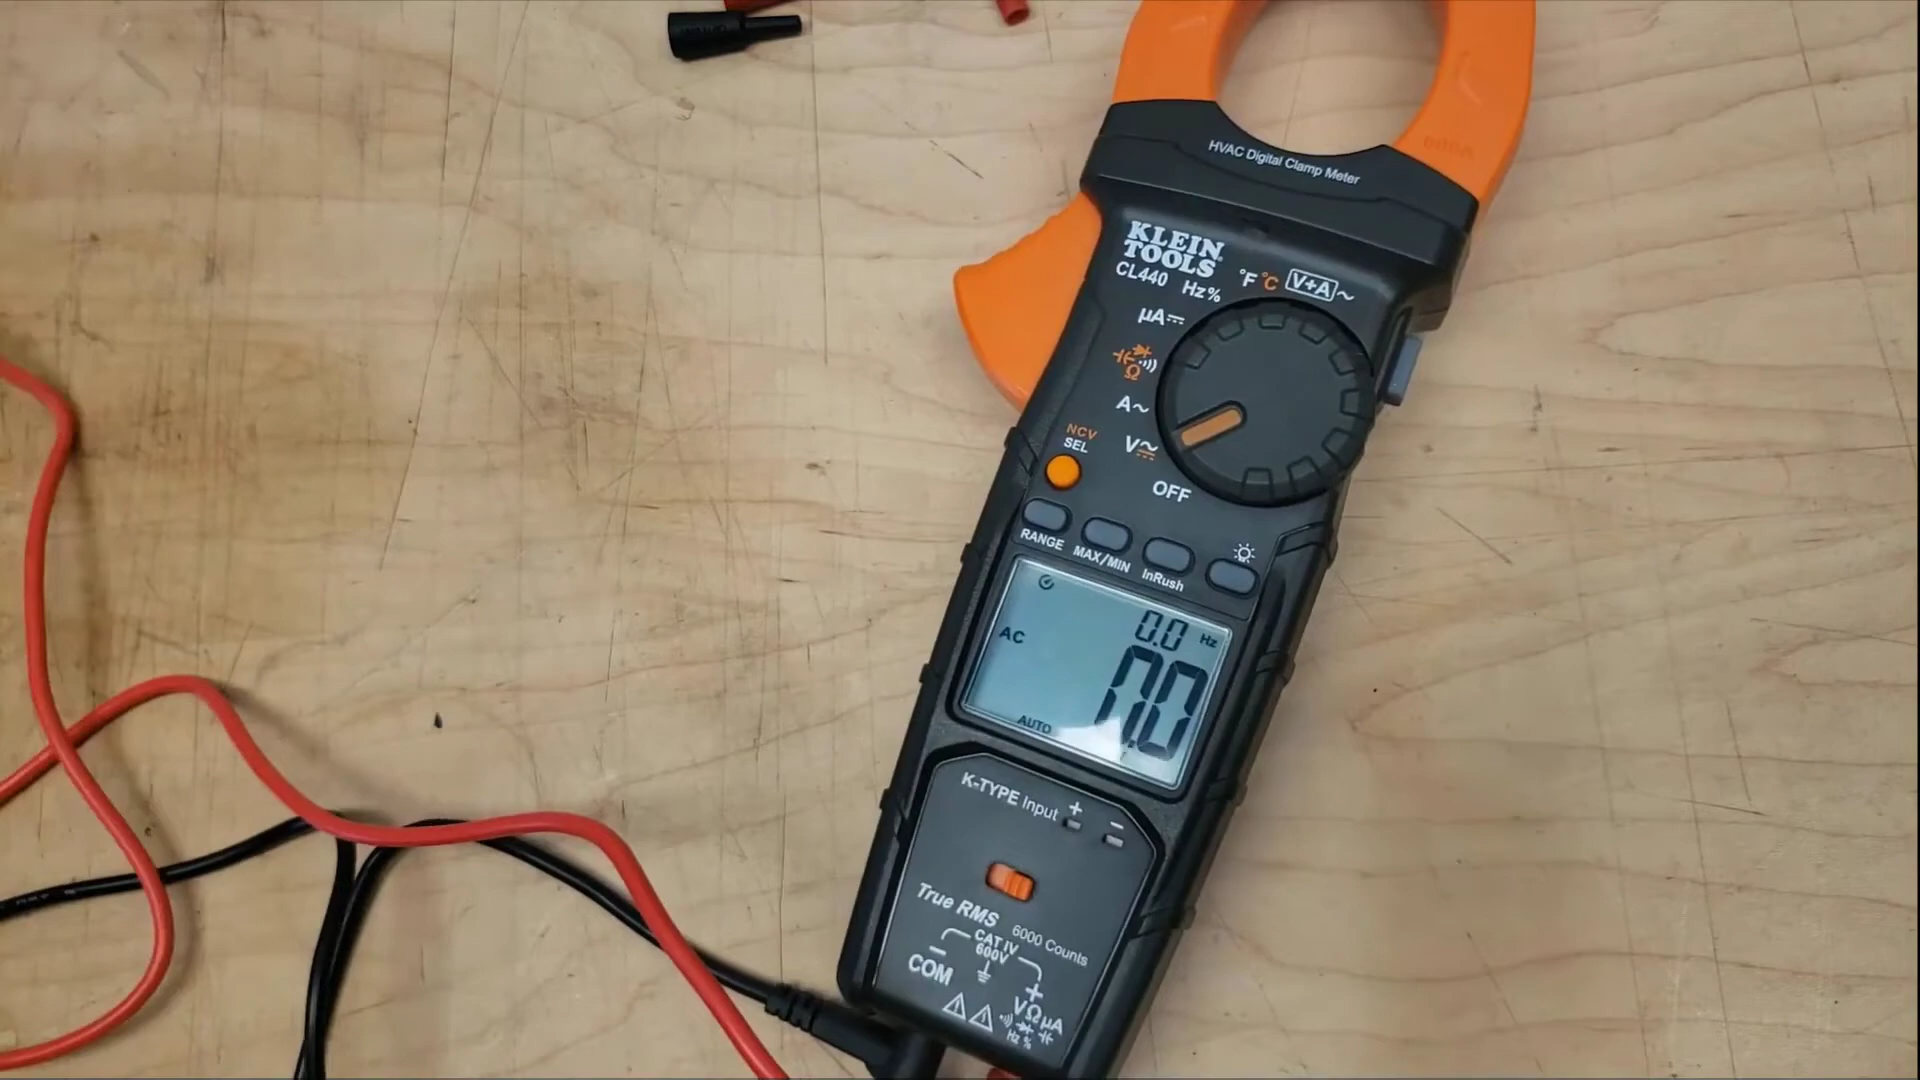 HVAC Digital Clamp Meter
KLEIN
TOOLS
CL440
Hz%
°F°C V+A~
µA
Ω
A~
V
OFF
NCV
SEL
RANGE
MAX/MIN
InRush
0.0 Hz
AC
0.0
AUTO
K-TYPE Input + −
True RMS
6000 Counts
CAT IV
600V
− +
COM
VΩµA
Hz%